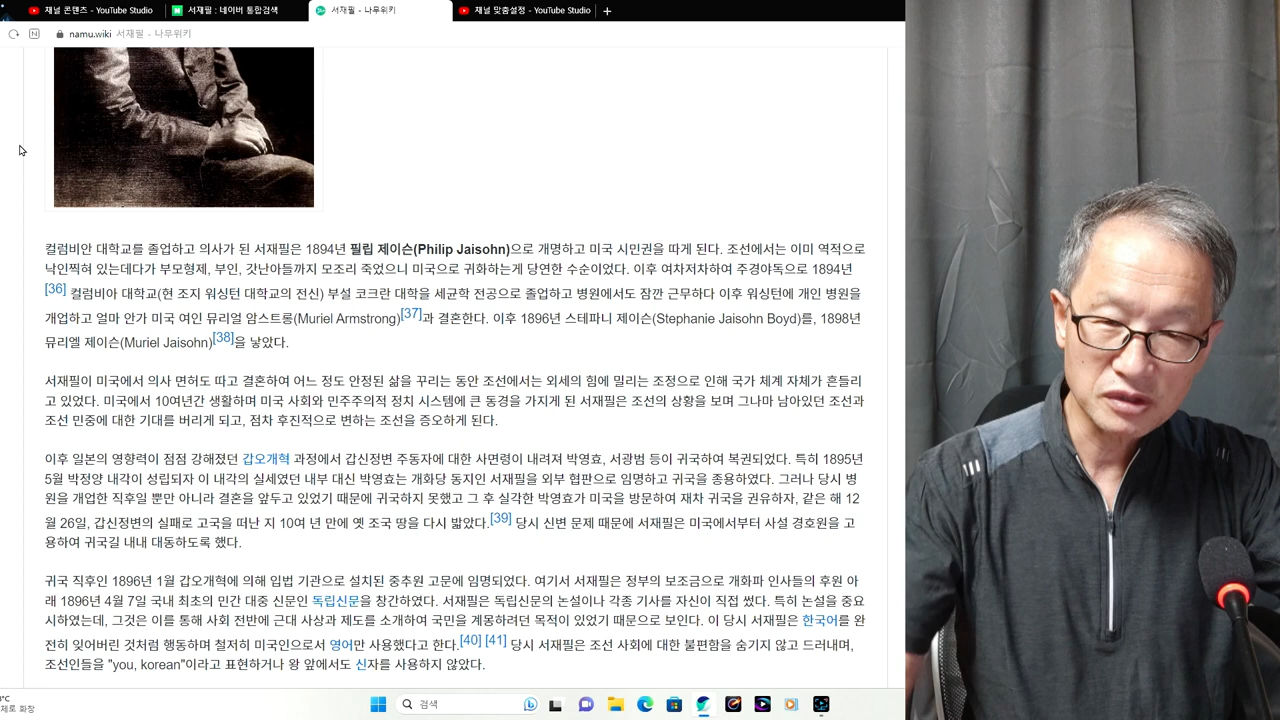 채널 콘텐츠 - YouTube Studio
서재필 : 네이버 통합검색
서재필 - 나무위키
채널 맞춤설정 - YouTube Studio
namu.wiki 서재필 - 나무위키
컬럼비안 대학교를 졸업하고 의사가 된 서재필은 1894년 필립 제이슨(Philip Jaisohn)으로 개명하고 미국 시민권을 따게 된다. 조선에서는 이미 역적으로
낙인찍혀 있는데다가 부모형제, 부인, 갓난아들까지 모조리 죽었으니 미국으로 귀화하는게 당연한 수순이었다. 이후 여차저차하여 주경야독으로 1894년
[36] 컬럼비아 대학교(현 조지 워싱턴 대학교의 전신) 부설 코크란 대학을 세균학 전공으로 졸업하고 병원에서도 잠깐 근무하다 이후 워싱턴에 개인 병원을
개업하고 얼마 안가 미국 여인 뮤리얼 암스트롱(Muriel Armstrong)[37]과 결혼한다. 이후 1896년 스테파니 제이슨(Stephanie Jaisohn Boyd)를, 1898년
뮤리엘 제이슨(Muriel Jaisohn)[38]을 낳았다.
서재필이 미국에서 의사 면허도 따고 결혼하여 어느 정도 안정된 삶을 꾸리는 동안 조선에서는 외세의 힘에 밀리는 조정으로 인해 국가 체계 자체가 흔들리
고 있었다. 미국에서 10여년간 생활하며 미국 사회와 민주주의적 정치 시스템에 큰 동경을 가지게 된 서재필은 조선의 상황을 보며 그나마 남아있던 조선과
조선 민중에 대한 기대를 버리게 되고, 점차 후진적으로 변하는 조선을 증오하게 된다.
이후 일본의 영향력이 점점 강해졌던 갑오개혁 과정에서 갑신정변 주동자에 대한 사면령이 내려져 박영효, 서광범 등이 귀국하여 복권되었다. 특히 1895년
5월 박정양 내각이 성립되자 이 내각의 실세였던 내부 대신 박영효는 개화당 동지인 서재필을 외부 협판으로 임명하고 귀국을 종용하였다. 그러나 당시 병
원을 개업한 직후일 뿐만 아니라 결혼을 앞두고 있었기 때문에 귀국하지 못했고 그 후 실각한 박영효가 미국을 방문하여 재차 귀국을 권유하자, 같은 해 12
월 26일, 갑신정변의 실패로 고국을 떠난 지 10여 년 만에 옛 조국 땅을 다시 밟았다.[39] 당시 신변 문제 때문에 서재필은 미국에서부터 사설 경호원을 고
용하여 귀국길 내내 대동하도록 했다.
귀국 직후인 1896년 1월 갑오개혁에 의해 입법 기관으로 설치된 중추원 고문에 임명되었다. 여기서 서재필은 정부의 보조금으로 개화파 인사들의 후원 아
래 1896년 4월 7일 국내 최초의 민간 대중 신문인 독립신문을 창간하였다. 서재필은 독립신문의 논설이나 각종 기사를 자신이 직접 썼다. 특히 논설을 중요
시하였는데, 그것은 이를 통해 사회 전반에 근대 사상과 제도를 소개하여 국민을 계몽하려던 목적이 있었기 때문으로 보인다. 이 당시 서재필은 한국어를 완
전히 잊어버린 것처럼 행동하며 철저히 미국인으로서 영어만 사용했다고 한다.[40] [41] 당시 서재필은 조선 사회에 대한 불편함을 숨기지 않고 드러내며,
조선인들을 "you, korean"이라고 표현하거나 왕 앞에서도 신자를 사용하지 않았다.
검색
체로 화창